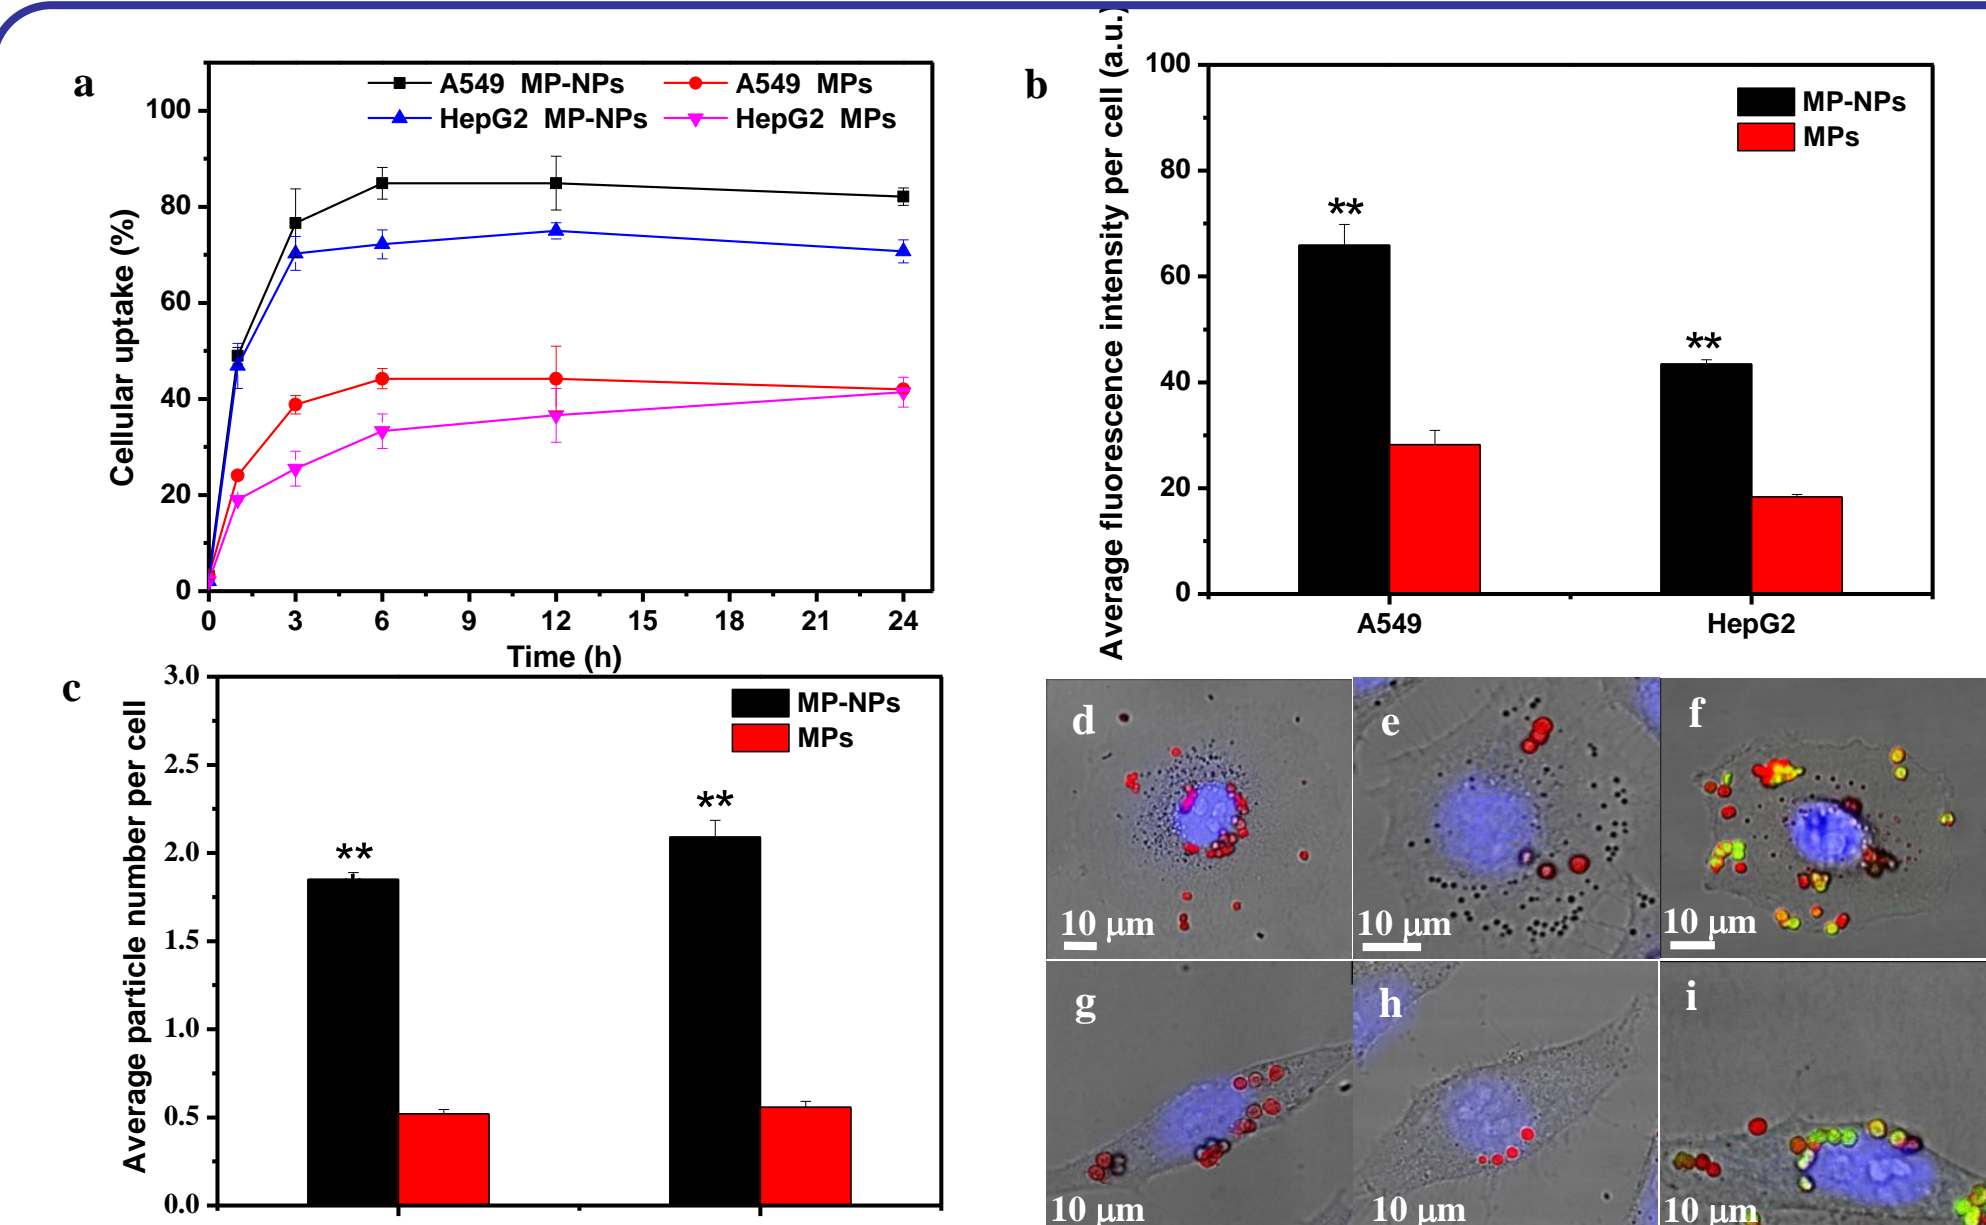 a
A549 MP-NPs
A549 MPs
HepG2 MP-NPs
HepG2 MPs
Cellular uptake (%)
100
80
60
40
20
0
0 3 6 9 12 15 18 21 24
Time (h)
b
Average fluorescence intensity per cell (a.u.)
MP-NPs
MPs
100
80
60
40
20
0
**
**
A549 HepG2
c
Average particle number per cell
MP-NPs
MPs
3.0
2.5
2.0
1.5
1.0
0.5
0.0
**
**
d
10 μm
e
10 μm
f
10 μm
g
10 μm
h
10 μm
i
10 μm